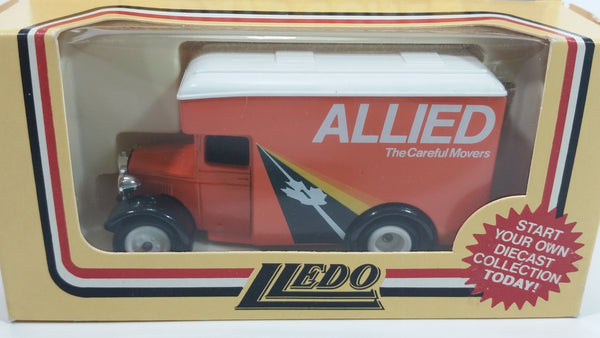 ALLIED
The Careful Movers
LLEDO
START
YOUR OWN
DIECAST
COLLECTION
TODAY!